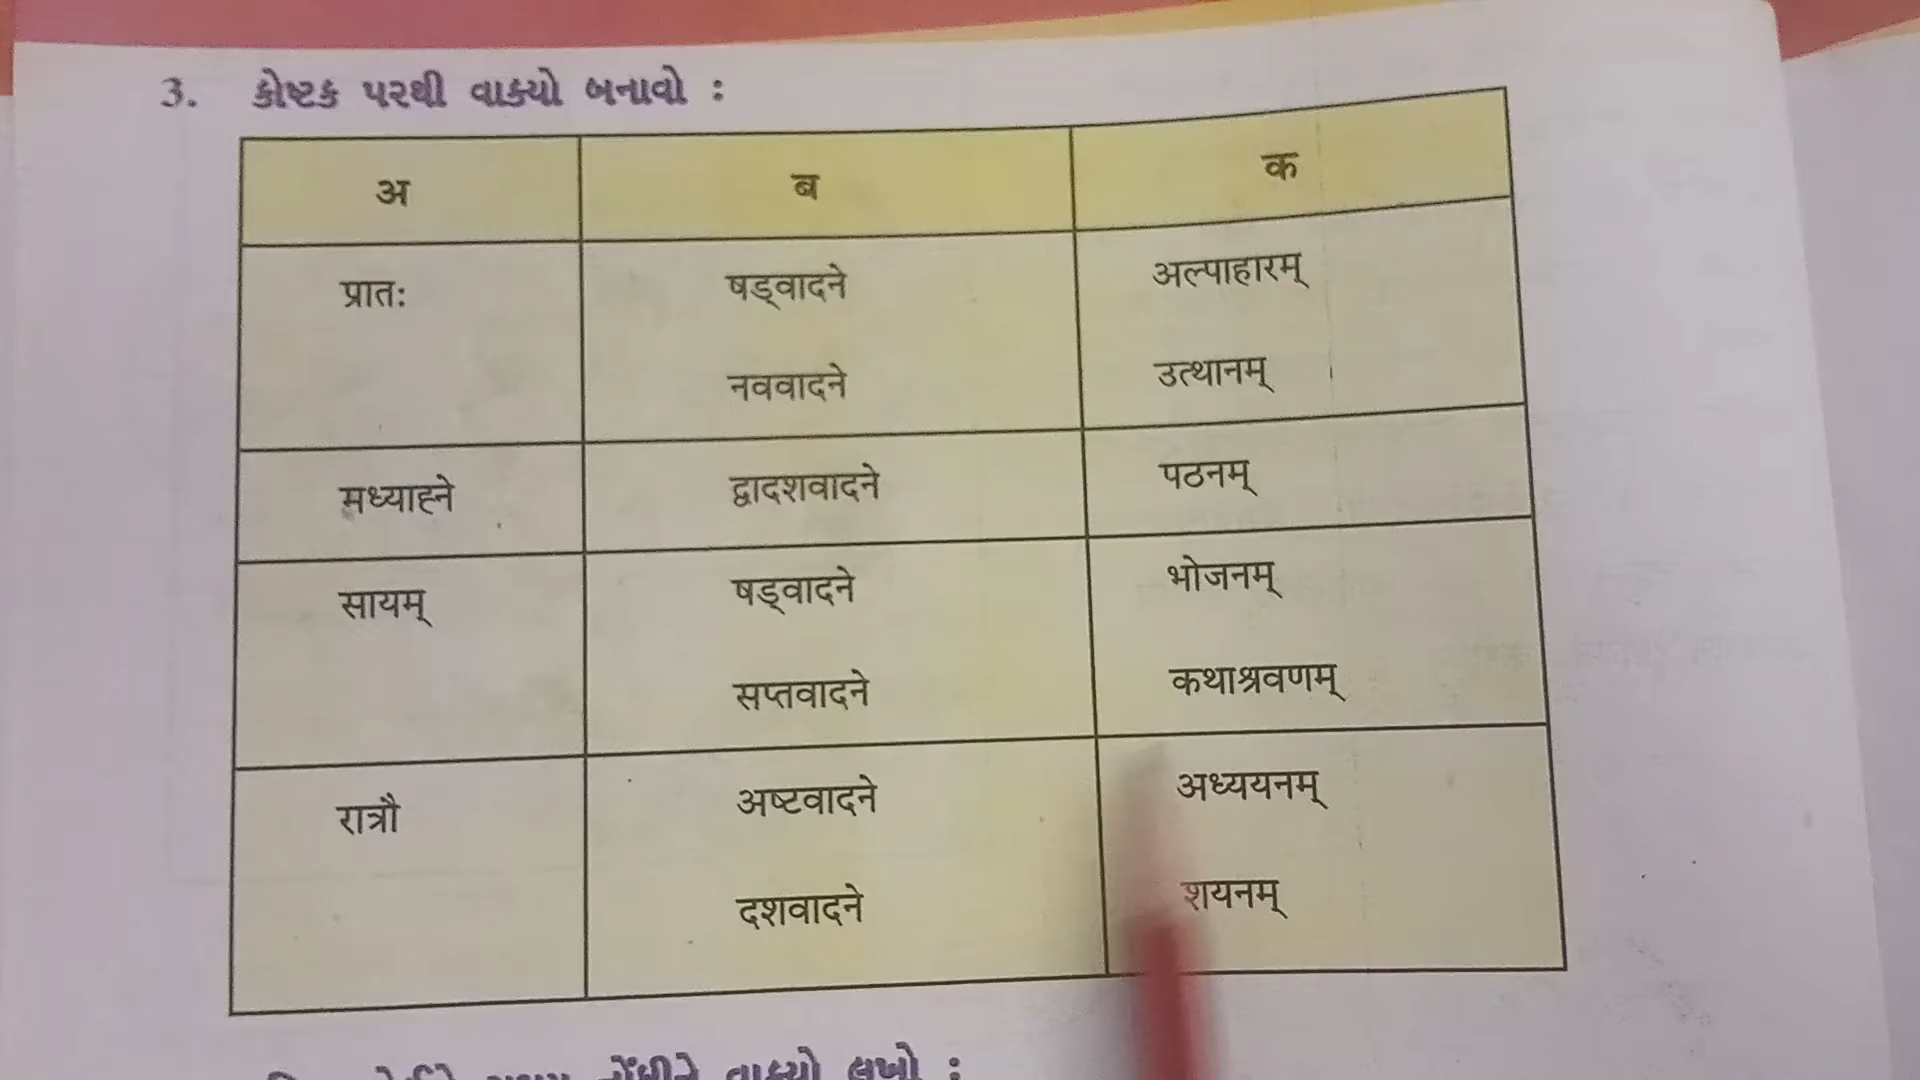 3. કોષ્ટક પરથી વાક્યો બનાવો :
अ ब क
प्रातः षड्वादने अल्पाहारम्
नववादने उत्थानम्
मध्याह्ने द्वादशवादने पठनम्
सायम् षड्वादने भोजनम्
सप्तवादने कथाश्रवणम्
रात्रौ अष्टवादने अध्ययनम्
दशवादने शयनम्
વાક્યો લખો :